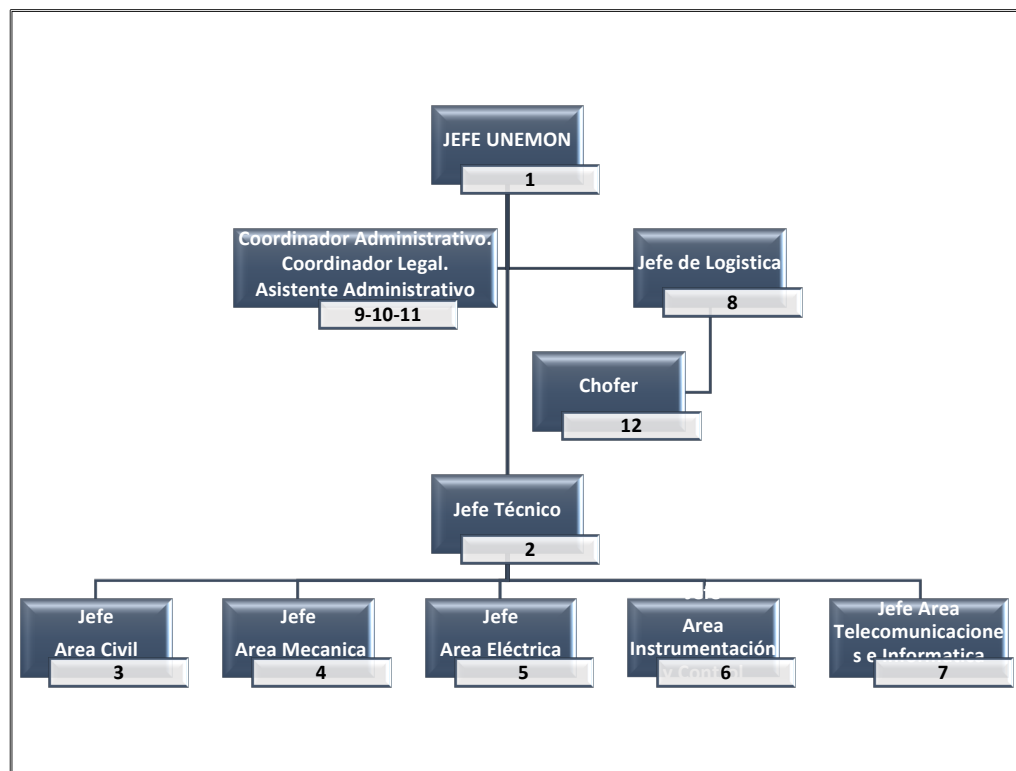 JEFE UNEMON
1
Coordinador Administrativo.
Coordinador Legal.
Asistente Administrativo
9-10-11
Jefe de Logistica
8
Chofer
12
Jefe Técnico
2
Jefe
Area Civil
3
Jefe
Area Mecanica
4
Jefe
Area Eléctrica
5
Jefe
Area
Instrumentación
y Control
6
Jefe Area
Telecomunicacione
s e Informatica
7